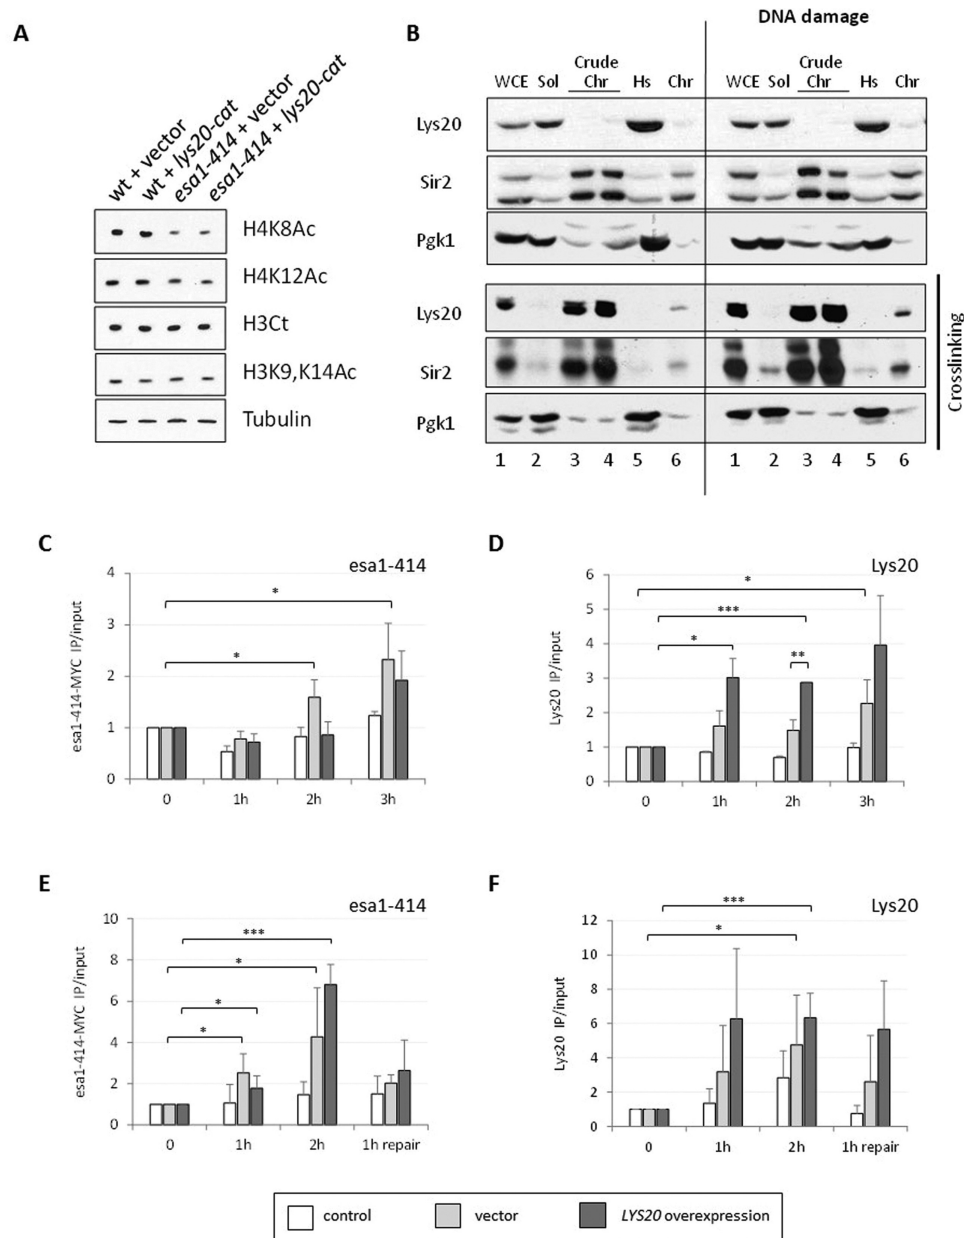 A
wt + vector
wt + lys20-cat
esa1-414 + vector
esa1-414 + lys20-cat
H4K8Ac
H4K12Ac
H3Ct
H3K9,K14Ac
Tubulin
B
DNA damage
WCE Sol Crude Chr Hs Chr WCE Sol Crude Chr Hs Chr
Lys20
Sir2
Pgk1
Lys20
Sir2
Pgk1
Crosslinking
1 2 3 4 5 6 1 2 3 4 5 6
C
esa1-414
esa1-414-MYC IP/input
4
3
2
1
0
*
*
0 1h 2h 3h
D
Lys20
Lys20 IP/input
6
5
4
3
2
1
0
*
***
*
**
0 1h 2h 3h
E
esa1-414
esa1-414-MYC IP/input
10
8
6
4
2
0
***
*
*
*
0 1h 2h 1h repair
F
Lys20
Lys20 IP/input
12
10
8
6
4
2
0
***
*
0 1h 2h 1h repair
control vector LYS20 overexpression